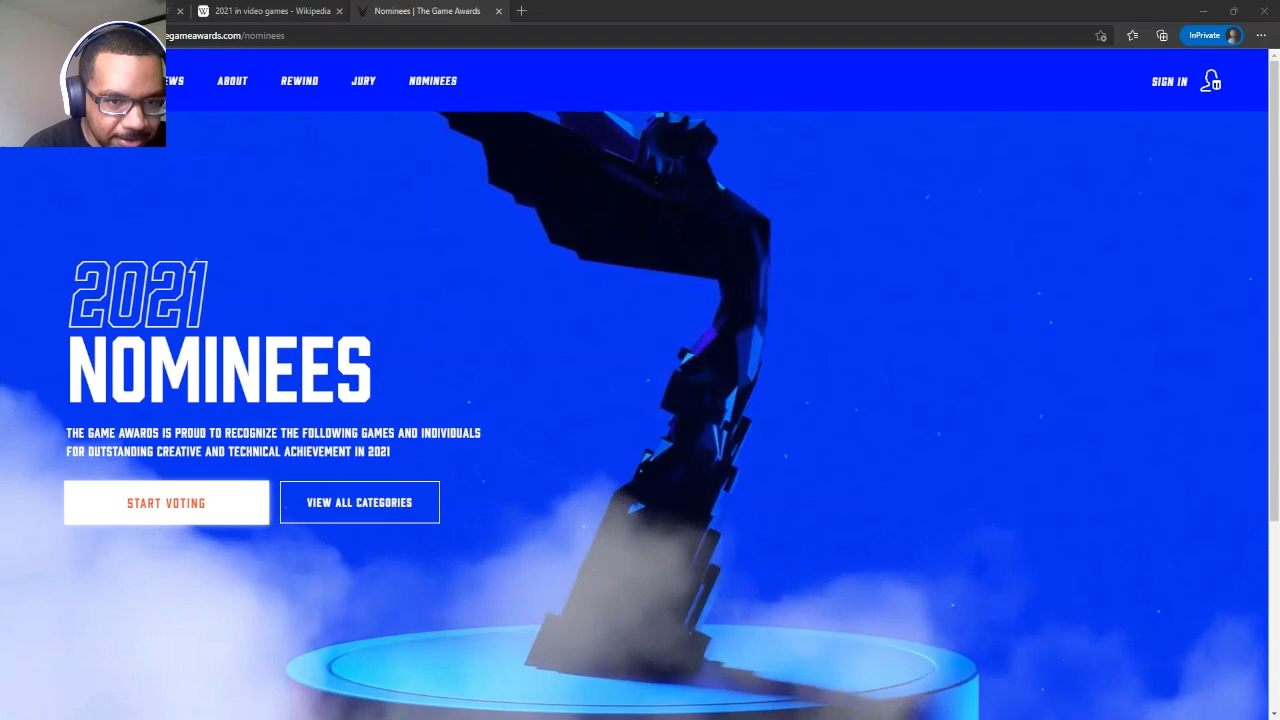 2021 in video games - Wikipedia
Nominees | The Game Awards
egameawards.com/nominees
InPrivate
EWS
ABOUT
REWIND
JURY
NOMINEES
SIGN IN
2021
NOMINEES
THE GAME AWARDS IS PROUD TO RECOGNIZE THE FOLLOWING GAMES AND INDIVIDUALS
FOR OUTSTANDING CREATIVE AND TECHNICAL ACHIEVEMENT IN 2021
START VOTING
VIEW ALL CATEGORIES